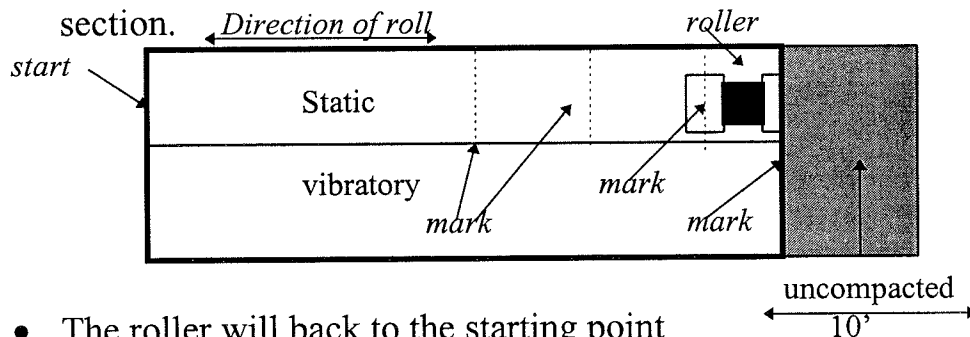 section.
Direction of roll
roller
start
Static
vibratory
mark
mark
mark
uncompacted
10'
• The roller will back to the starting point